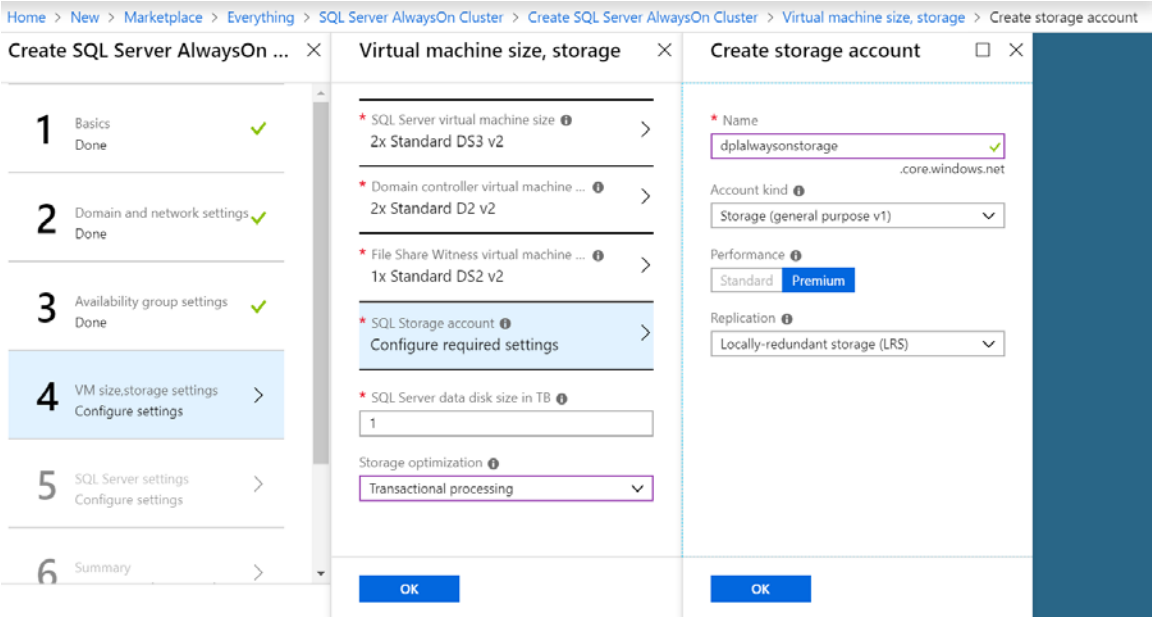 Home > New > Marketplace > Everything > SQL Server AlwaysOn Cluster > Create SQL Server AlwaysOn Cluster > Virtual machine size, storage > Create storage account
Create SQL Server AlwaysOn ...
1
Basics
Done
2
Domain and network settings
Done
3
Availability group settings
Done
4
VM size,storage settings
Configure settings
5
SQL Server settings
Configure settings
6
Summary
Virtual machine size, storage
* SQL Server virtual machine size
2x Standard DS3 v2
* Domain controller virtual machine ...
2x Standard D2 v2
* File Share Witness virtual machine ...
1x Standard DS2 v2
* SQL Storage account
Configure required settings
* SQL Server data disk size in TB
1
Storage optimization
Transactional processing
OK
Create storage account
* Name
dplalwaysonstorage
.core.windows.net
Account kind
Storage (general purpose v1)
Performance
Standard Premium
Replication
Locally-redundant storage (LRS)
OK